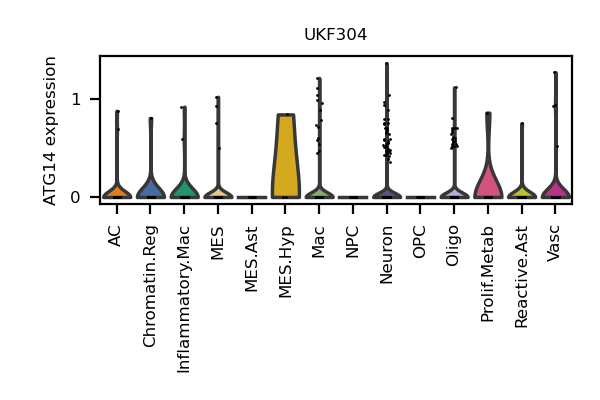 UKF304
ATG14 expression
1
0
AC
Chromatin.Reg
Inflammatory.Mac
MES
MES.Ast
MES.Hyp
Mac
NPC
Neuron
OPC
Oligo
Prolif.Metab
Reactive.Ast
Vasc